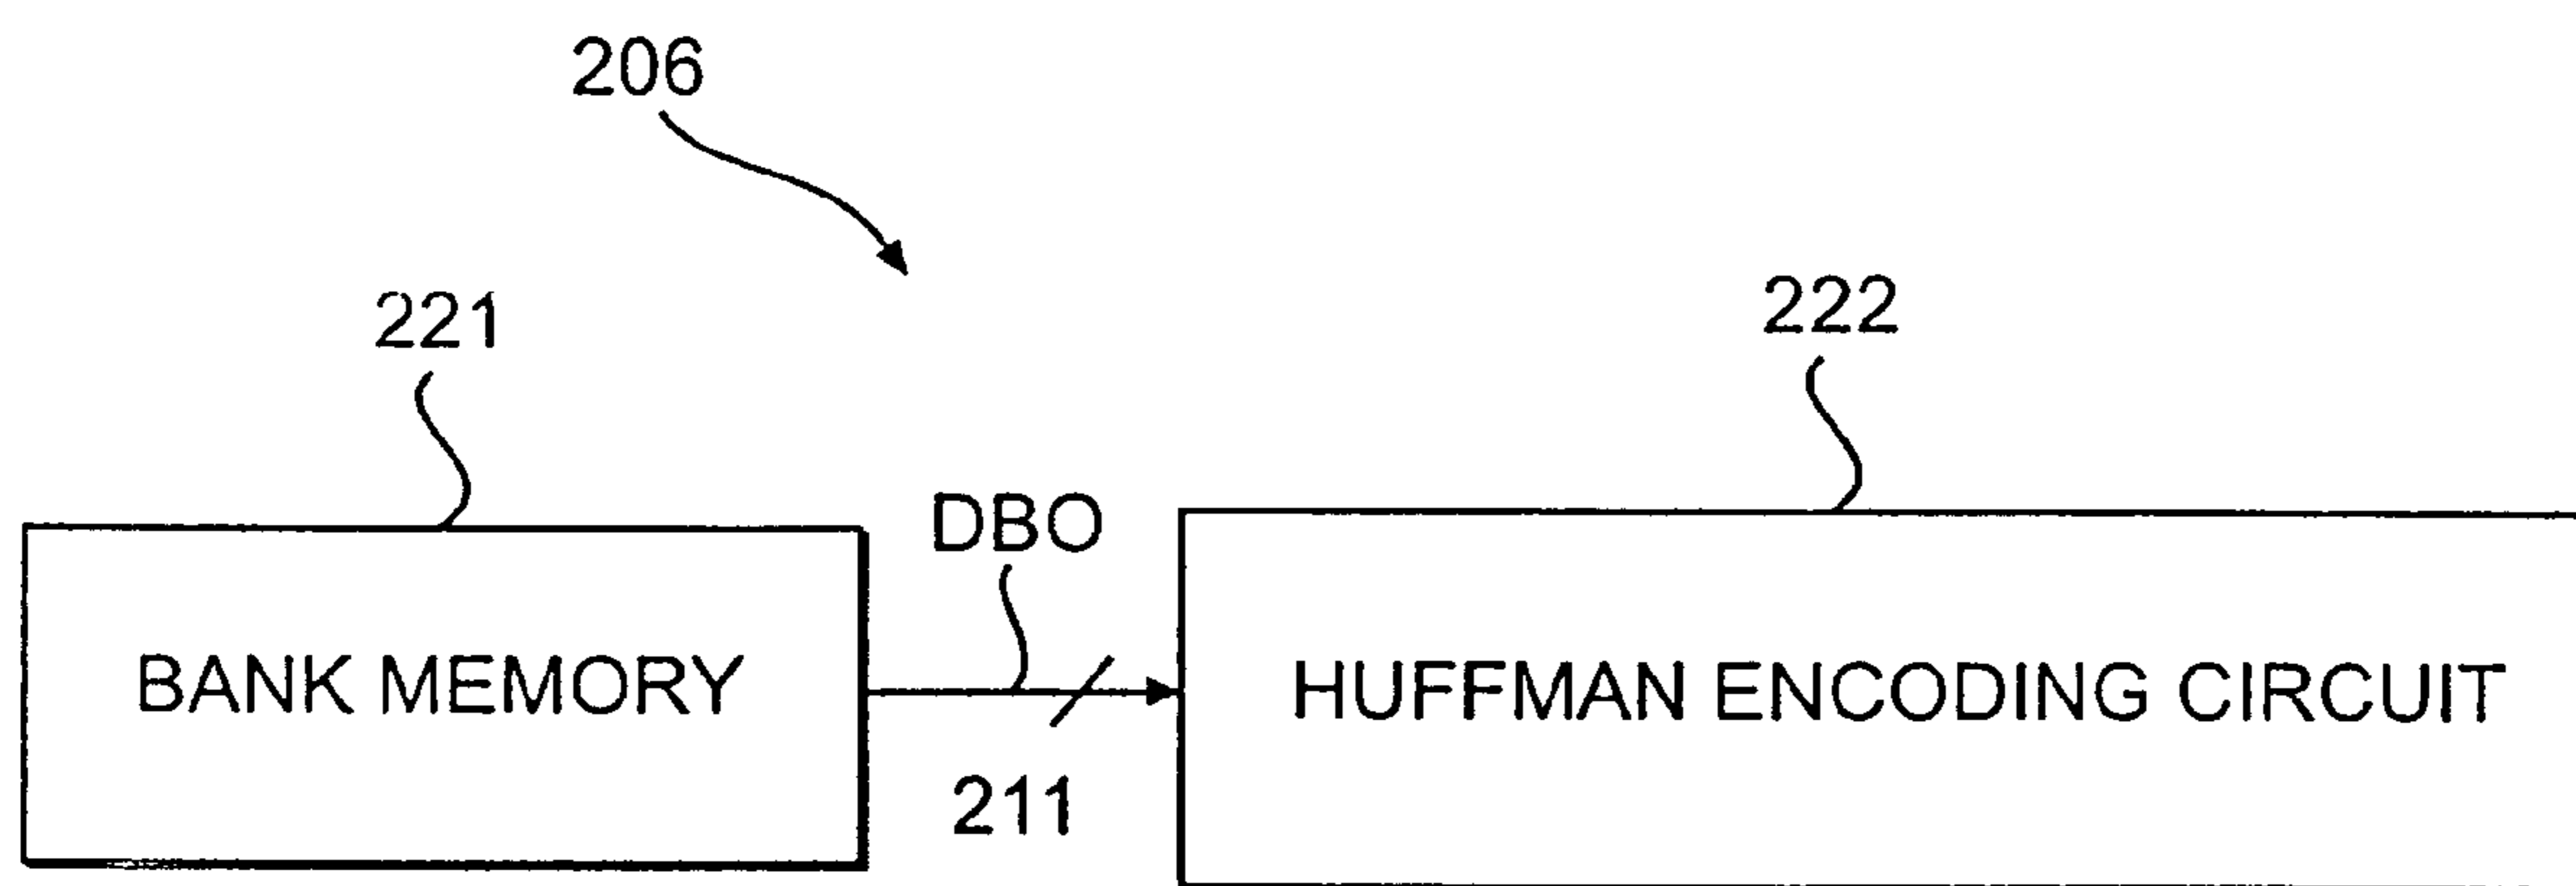 206
221
222
DBO
BANK MEMORY
HUFFMAN ENCODING CIRCUIT
211